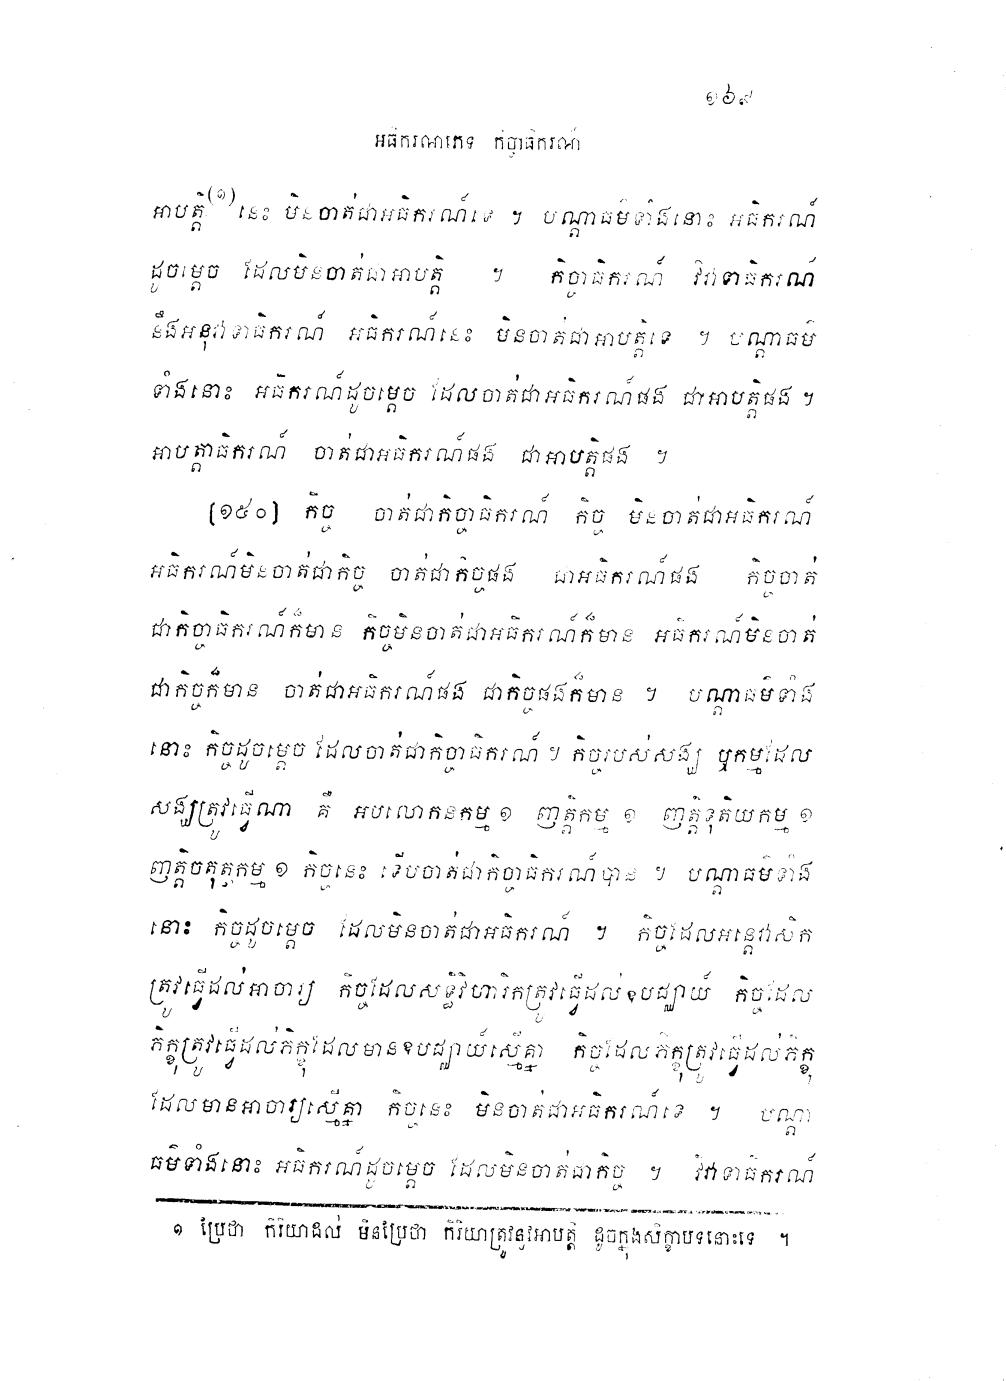 ១៦៩
អធិករណភេទ កិច្ចាធិករណ៍
អាបត្តិ(១)នេះ មិនចាត់ជាអធិករណ៍ទេ ។ បណ្តាធម៌ទាំងនោះ អធិករណ៍
ដូចម្តេច ដែលមិនចាត់ជាអាបត្តិ ។ កិច្ចាធិករណ៍ វិវាទាធិករណ៍
នឹងអនុវាទាធិករណ៍ អធិករណ៍នេះ មិនចាត់ជាអាបត្តិទេ ។ បណ្តាធម៌
ទាំងនោះ អធិករណ៍ដូចម្តេច ដែលចាត់ជាអធិករណ៍ផង ជាអាបត្តិផង ។
អាបត្តាធិករណ៍ ចាត់ជាអធិករណ៍ផង ជាអាបត្តិផង ។
[១៥០] កិច្ច ចាត់ជាកិច្ចាធិករណ៍ កិច្ច មិនចាត់ជាអធិករណ៍
អធិករណ៍មិនចាត់ជាកិច្ច ចាត់ជាកិច្ចផង ជាអធិករណ៍ផង កិច្ចចាត់
ជាកិច្ចាធិករណ៍ក៏មាន កិច្ចមិនចាត់ជាអធិករណ៍ក៏មាន អធិករណ៍មិនចាត់
ជាកិច្ចក៏មាន ចាត់ជាអធិករណ៍ផង ជាកិច្ចផងក៏មាន ។ បណ្តាធម៌ទាំង
នោះ កិច្ចដូចម្តេច ដែលចាត់ជាកិច្ចាធិករណ៍ ។ កិច្ចរបស់សង្ឃ ឬកម្មដែល
សង្ឃត្រូវធ្វើណា គឺ អបលោកនកម្ម ១ ញត្តិកម្ម ១ ញត្តិទុតិយកម្ម ១
ញត្តិចតុត្ថកម្ម ១ កិច្ចនេះ ទើបចាត់ជាកិច្ចាធិករណ៍បាន ។ បណ្តាធម៌ទាំង
នោះ កិច្ចដូចម្តេច ដែលមិនចាត់ជាអធិករណ៍ ។ កិច្ចដែលអន្តេវាសិក
ត្រូវធ្វើដល់អាចារ្យ កិច្ចដែលសទ្ធិវិហារិកត្រូវធ្វើដល់ឧបជ្ឈាយ៍ កិច្ចដែល
ភិក្ខុត្រូវធ្វើដល់ភិក្ខុដែលមានឧបជ្ឈាយ៍ស្មើគ្នា កិច្ចដែលភិក្ខុត្រូវធ្វើដល់ភិក្ខុ
ដែលមានអាចារ្យស្មើគ្នា កិច្ចនេះ មិនចាត់ជាអធិករណ៍ទេ ។ បណ្តា
ធម៌ទាំងនោះ អធិករណ៍ដូចម្តេច ដែលមិនចាត់ជាកិច្ច ។ វិវាទាធិករណ៍
១ ប្រែថា កិរិយាដល់ មិនប្រែថា កិរិយាត្រូវនូវអាបត្តិ ដូចក្នុងសិក្ខាបទនោះទេ ។